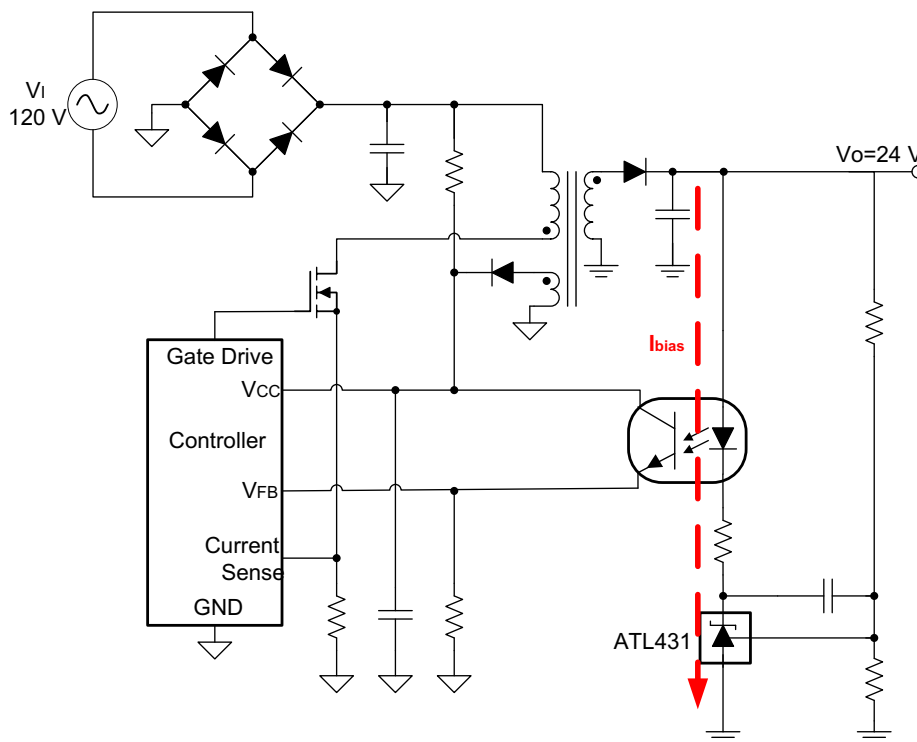 VI
120 V
Vo=24 V
Ibias
Gate Drive
VCC
Controller
VFB
Current
Sense
GND
ATL431